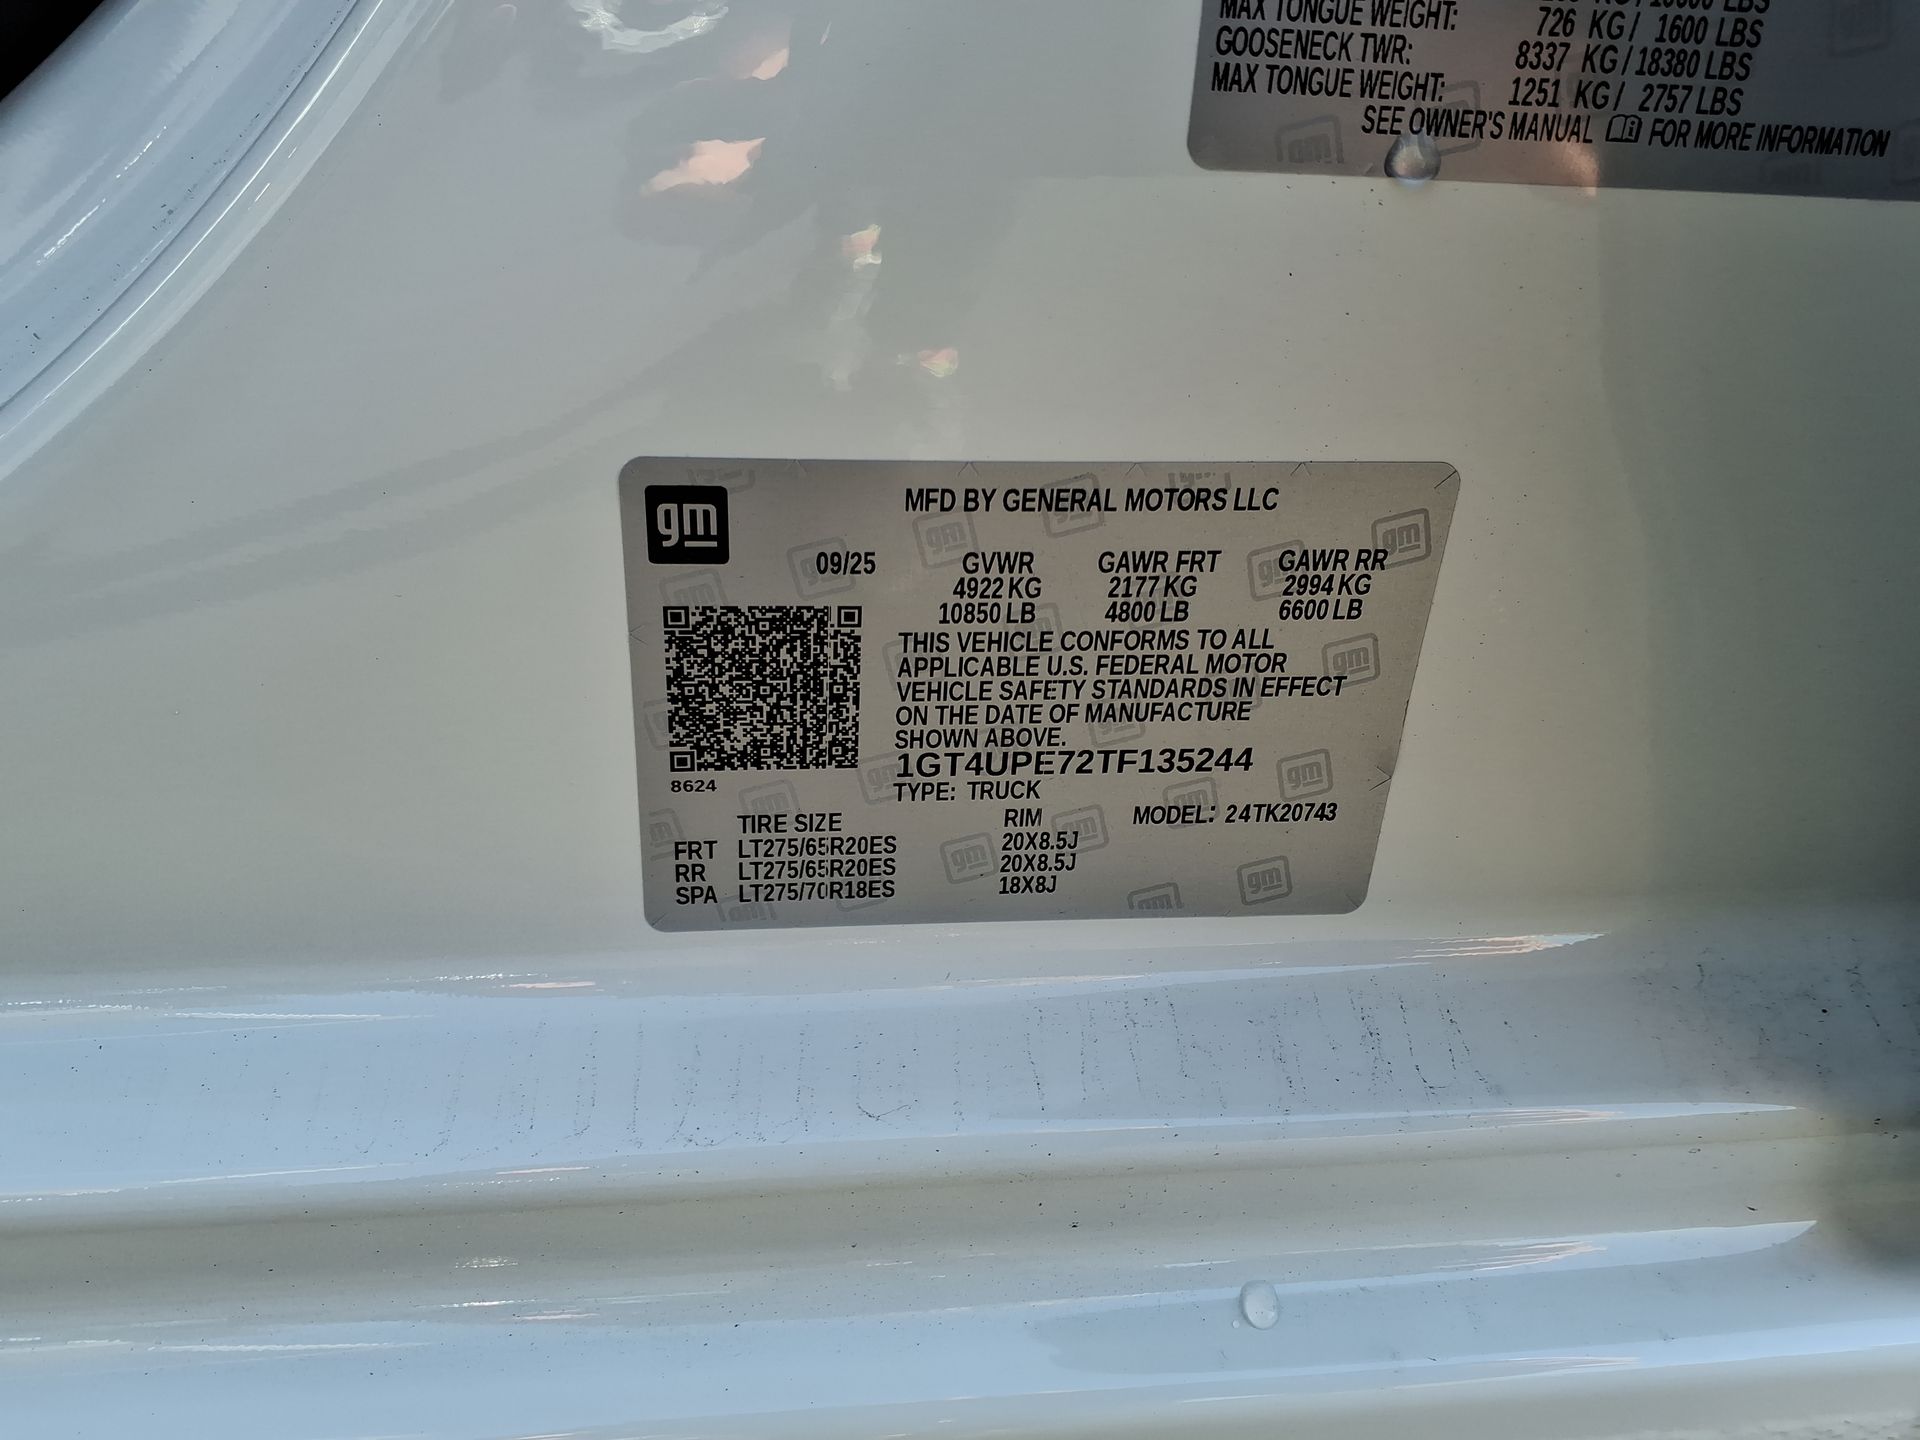 MAX TONGUE WEIGHT: 726 KG / 1600 LBS
GOOSENECK TWR: 8337 KG / 18380 LBS
MAX TONGUE WEIGHT: 1251 KG / 2757 LBS
SEE OWNER'S MANUAL FOR MORE INFORMATION
gm
MFD BY GENERAL MOTORS LLC
09/25 GVWR GAWR FRT GAWR RR
4922 KG 2177 KG 2994 KG
10850 LB 4800 LB 6600 LB
THIS VEHICLE CONFORMS TO ALL
APPLICABLE U.S. FEDERAL MOTOR
VEHICLE SAFETY STANDARDS IN EFFECT
ON THE DATE OF MANUFACTURE
SHOWN ABOVE.
1GT4UPE72TF135244
8624
TYPE: TRUCK
TIRE SIZE RIM MODEL: 24TK20743
FRT LT275/65R20ES 20X8.5J
RR LT275/65R20ES 20X8.5J
SPA LT275/70R18ES 18X8J